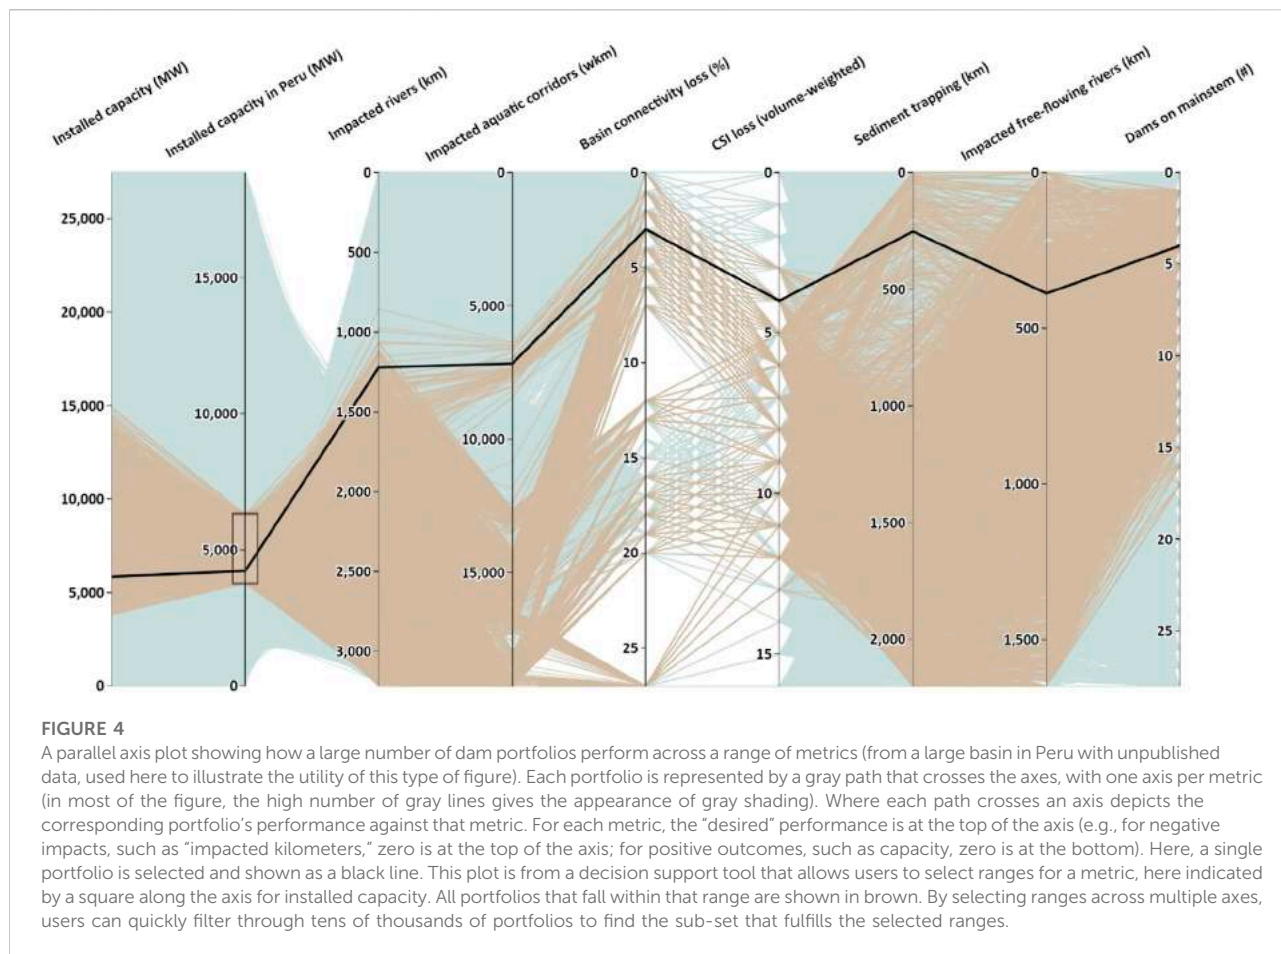 Installed capacity (MW)
Installed capacity in Peru (MW)
Impacted rivers (km)
Impacted aquatic corridors (wkm)
Basin connectivity loss (%)
CSI loss (volume-weighted)
Sediment trapping (km)
Impacted free-flowing rivers (km)
Dams on mainstem (#)
25,000
20,000
15,000
10,000
5,000
0
15,000
10,000
5,000
0
0
500
1,000
1,500
2,000
2,500
3,000
0
5,000
10,000
15,000
0
5
10
15
20
25
0
5
10
15
0
500
1,000
1,500
2,000
0
500
1,000
1,500
0
5
10
15
20
25
FIGURE 4
A parallel axis plot showing how a large number of dam portfolios perform across a range of metrics (from a large basin in Peru with unpublished
data, used here to illustrate the utility of this type of figure). Each portfolio is represented by a gray path that crosses the axes, with one axis per metric
(in most of the figure, the high number of gray lines gives the appearance of gray shading). Where each path crosses an axis depicts the
corresponding portfolio's performance against that metric. For each metric, the "desired" performance is at the top of the axis (e.g., for negative
impacts, such as "impacted kilometers," zero is at the top of the axis; for positive outcomes, such as capacity, zero is at the bottom). Here, a single
portfolio is selected and shown as a black line. This plot is from a decision support tool that allows users to select ranges for a metric, here indicated
by a square along the axis for installed capacity. All portfolios that fall within that range are shown in brown. By selecting ranges across multiple axes,
users can quickly filter through tens of thousands of portfolios to find the sub-set that fulfills the selected ranges.